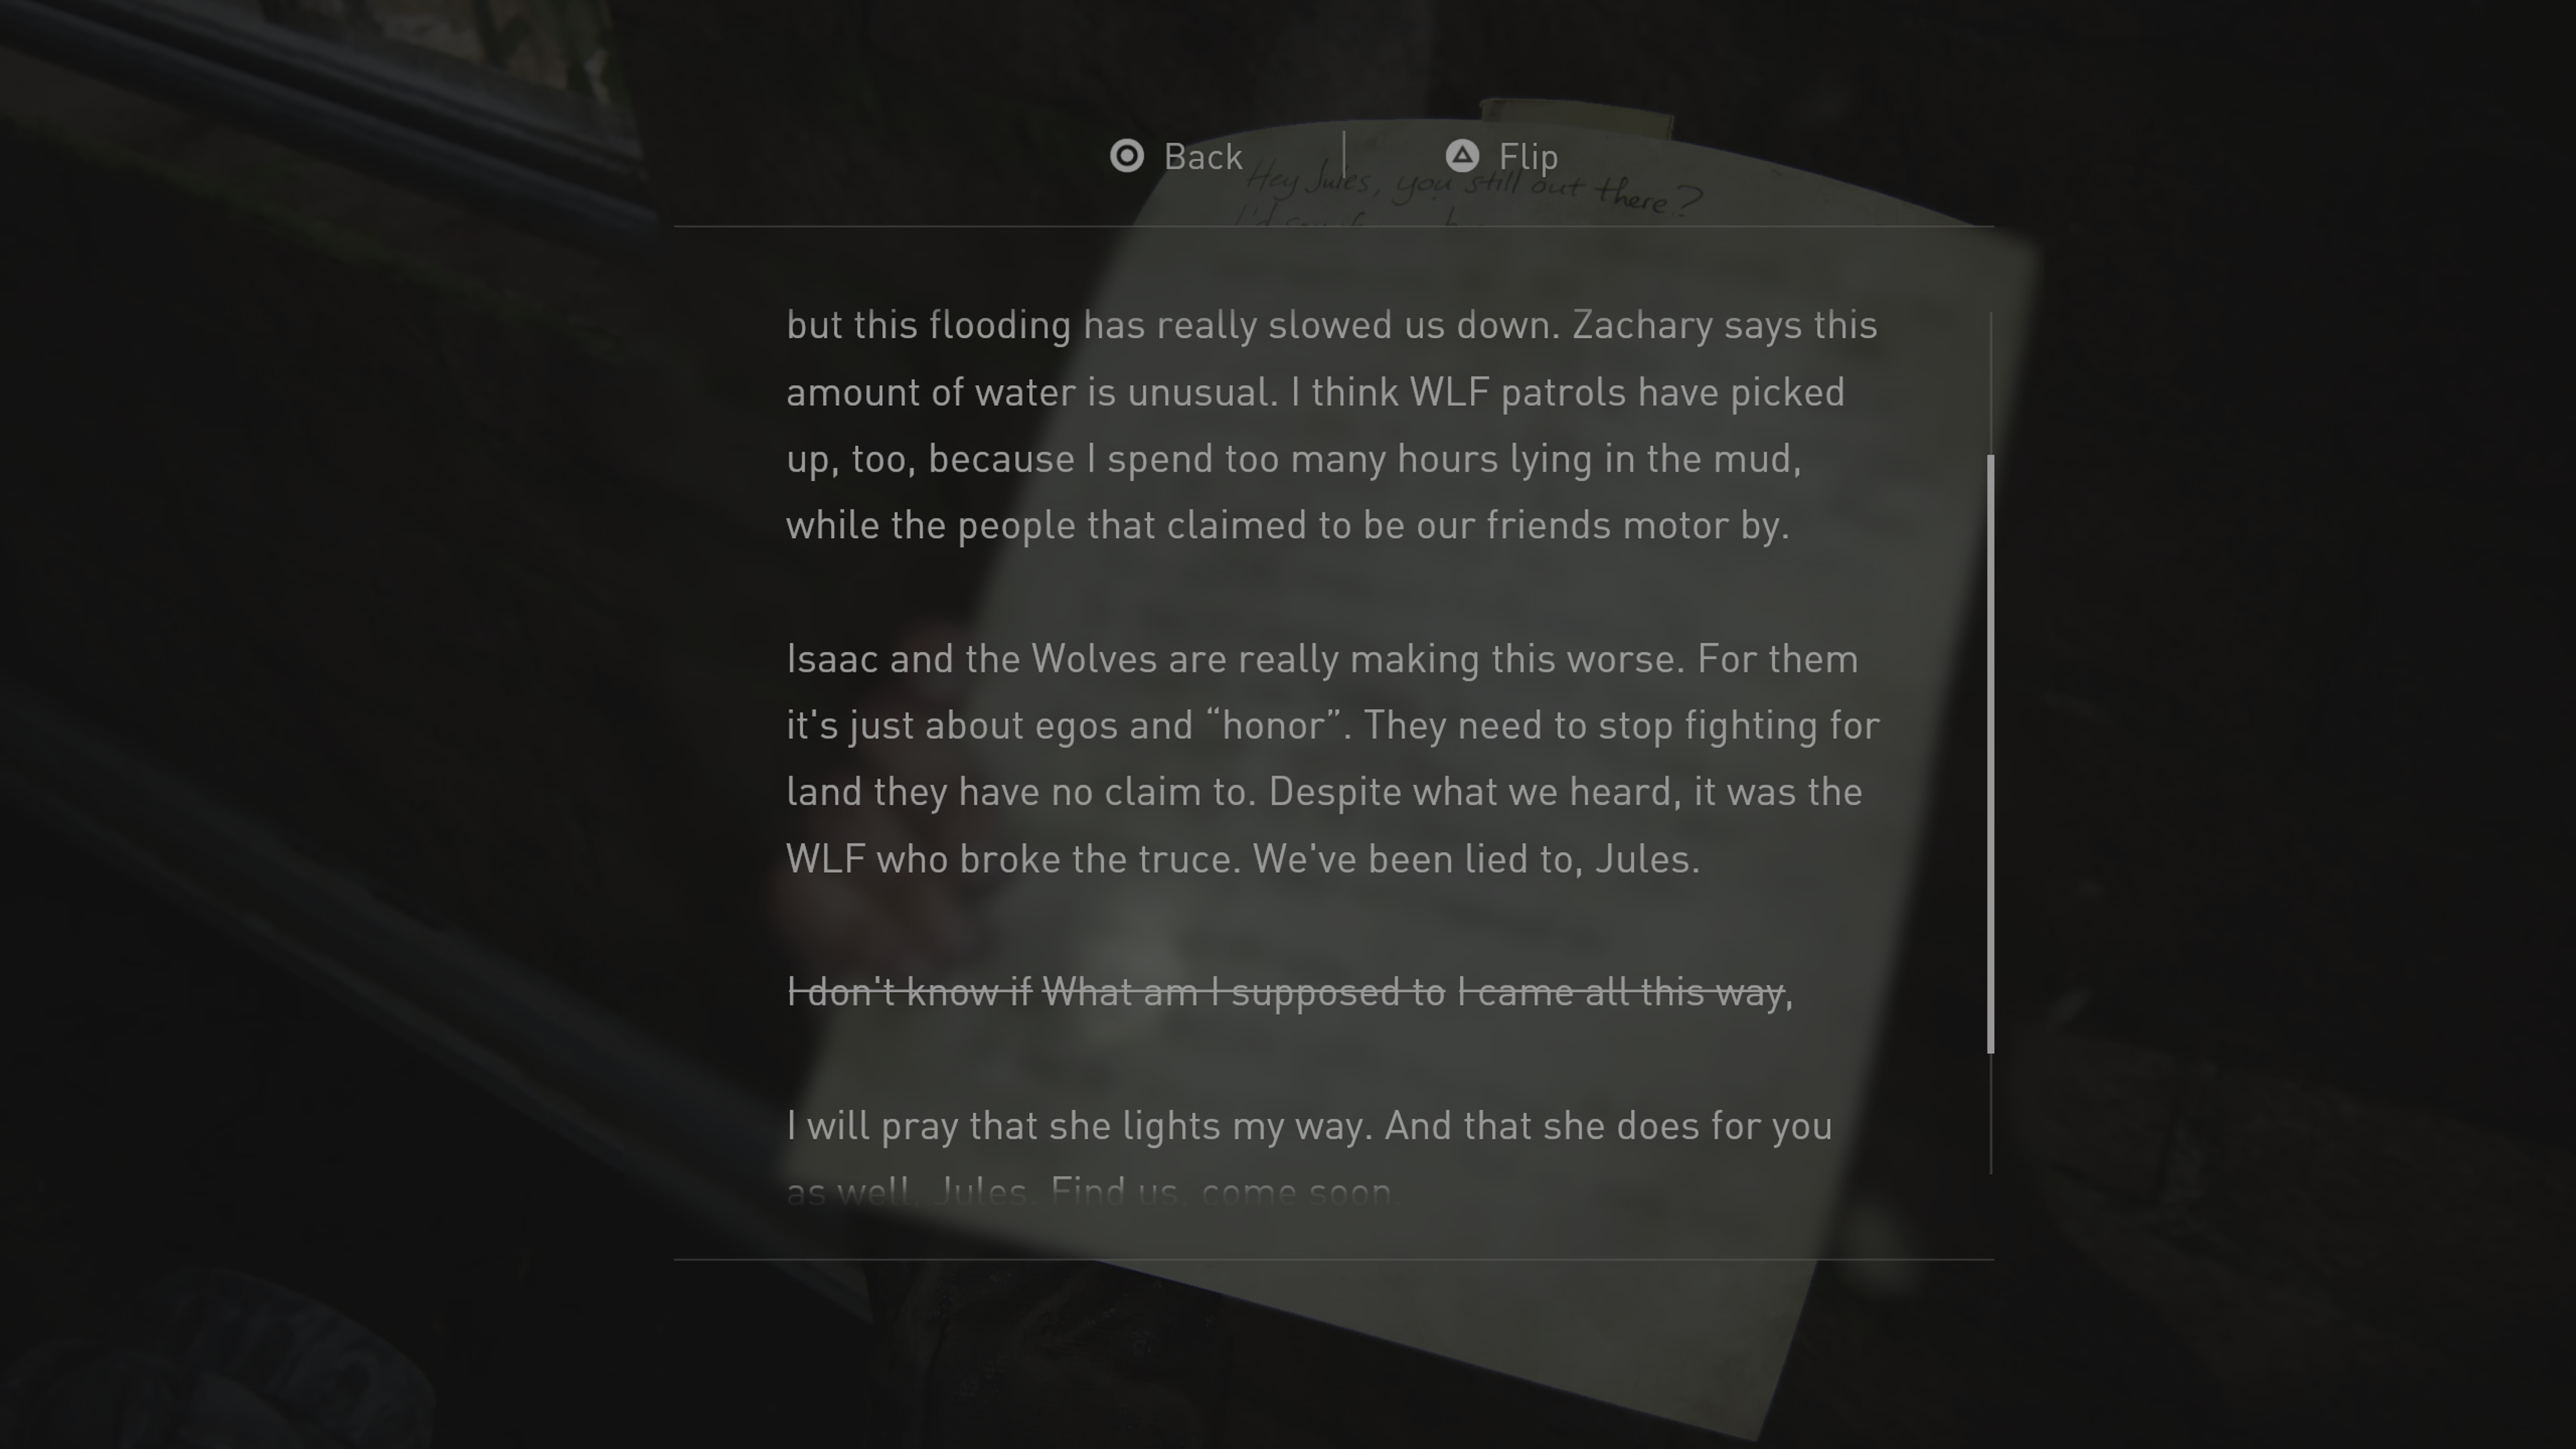 Back
Flip
Hey Jules, you still out there?
but this flooding has really slowed us down. Zachary says this
amount of water is unusual. I think WLF patrols have picked
up, too, because I spend too many hours lying in the mud,
while the people that claimed to be our friends motor by.
Isaac and the Wolves are really making this worse. For them
it's just about egos and “honor”. They need to stop fighting for
land they have no claim to. Despite what we heard, it was the
WLF who broke the truce. We've been lied to, Jules.
I don't know if What am I supposed to I came all this way,
I will pray that she lights my way. And that she does for you
as well, Jules. Find us, come soon.